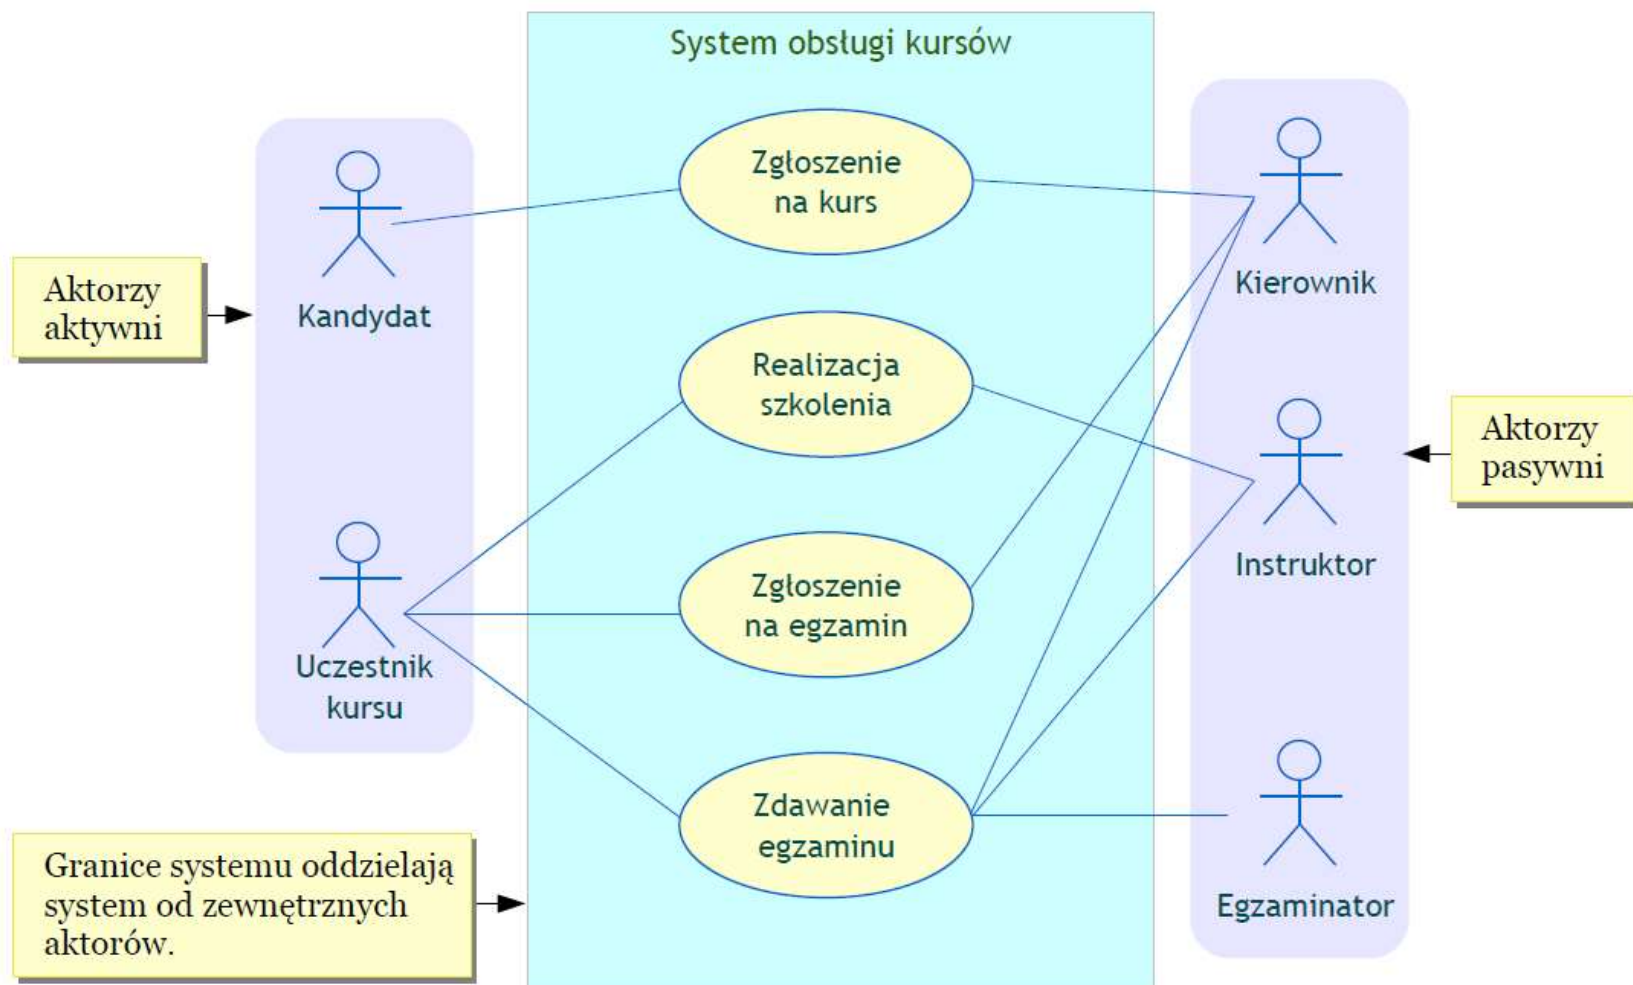 System obsługi kursów
Aktorzy
aktywni
Kandydat
Uczestnik
kursu
Zgłoszenie
na kurs
Realizacja
szkolenia
Zgłoszenie
na egzamin
Zdawanie
egzaminu
Kierownik
Instruktor
Egzaminator
Aktorzy
pasywni
Granice systemu oddzielają
system od zewnętrznych
aktorów.